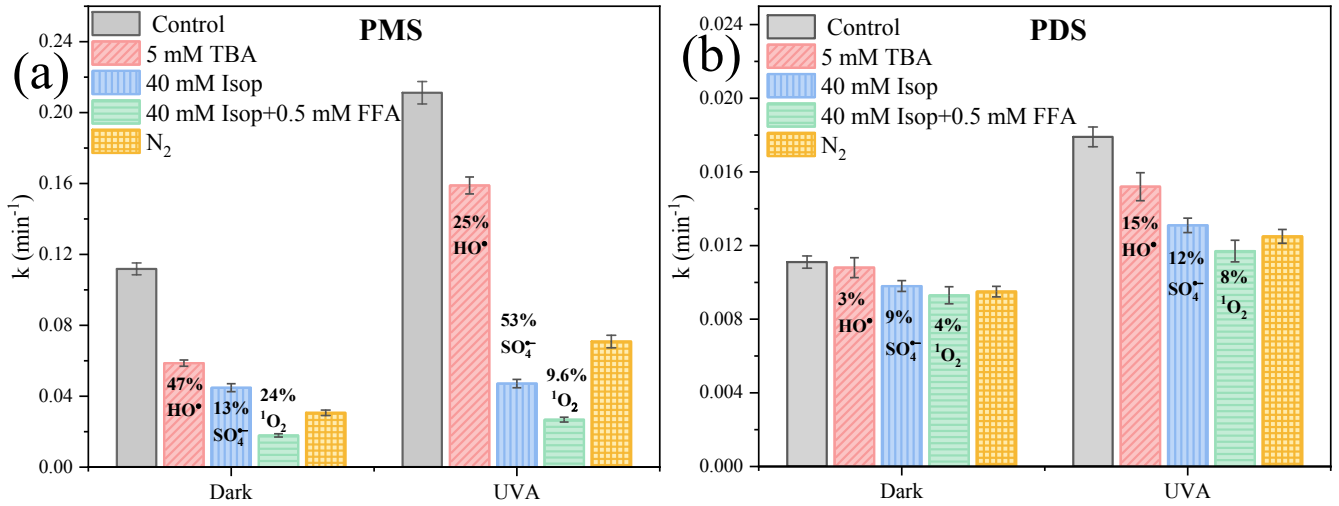 (a)
PMS
Control
5 mM TBA
40 mM Isop
40 mM Isop+0.5 mM FFA
N₂
k (min⁻¹)
0.24
0.20
0.16
0.12
0.08
0.04
0.00
47%
HO•
13%
SO₄•−
24%
¹O₂
25%
HO•
53%
SO₄•−
9.6%
¹O₂
Dark
UVA
(b)
PDS
Control
5 mM TBA
40 mM Isop
40 mM Isop+0.5 mM FFA
N₂
k (min⁻¹)
0.024
0.020
0.016
0.012
0.008
0.004
0.000
3%
HO•
9%
SO₄•−
4%
¹O₂
15%
HO•
12%
SO₄•−
8%
¹O₂
Dark
UVA